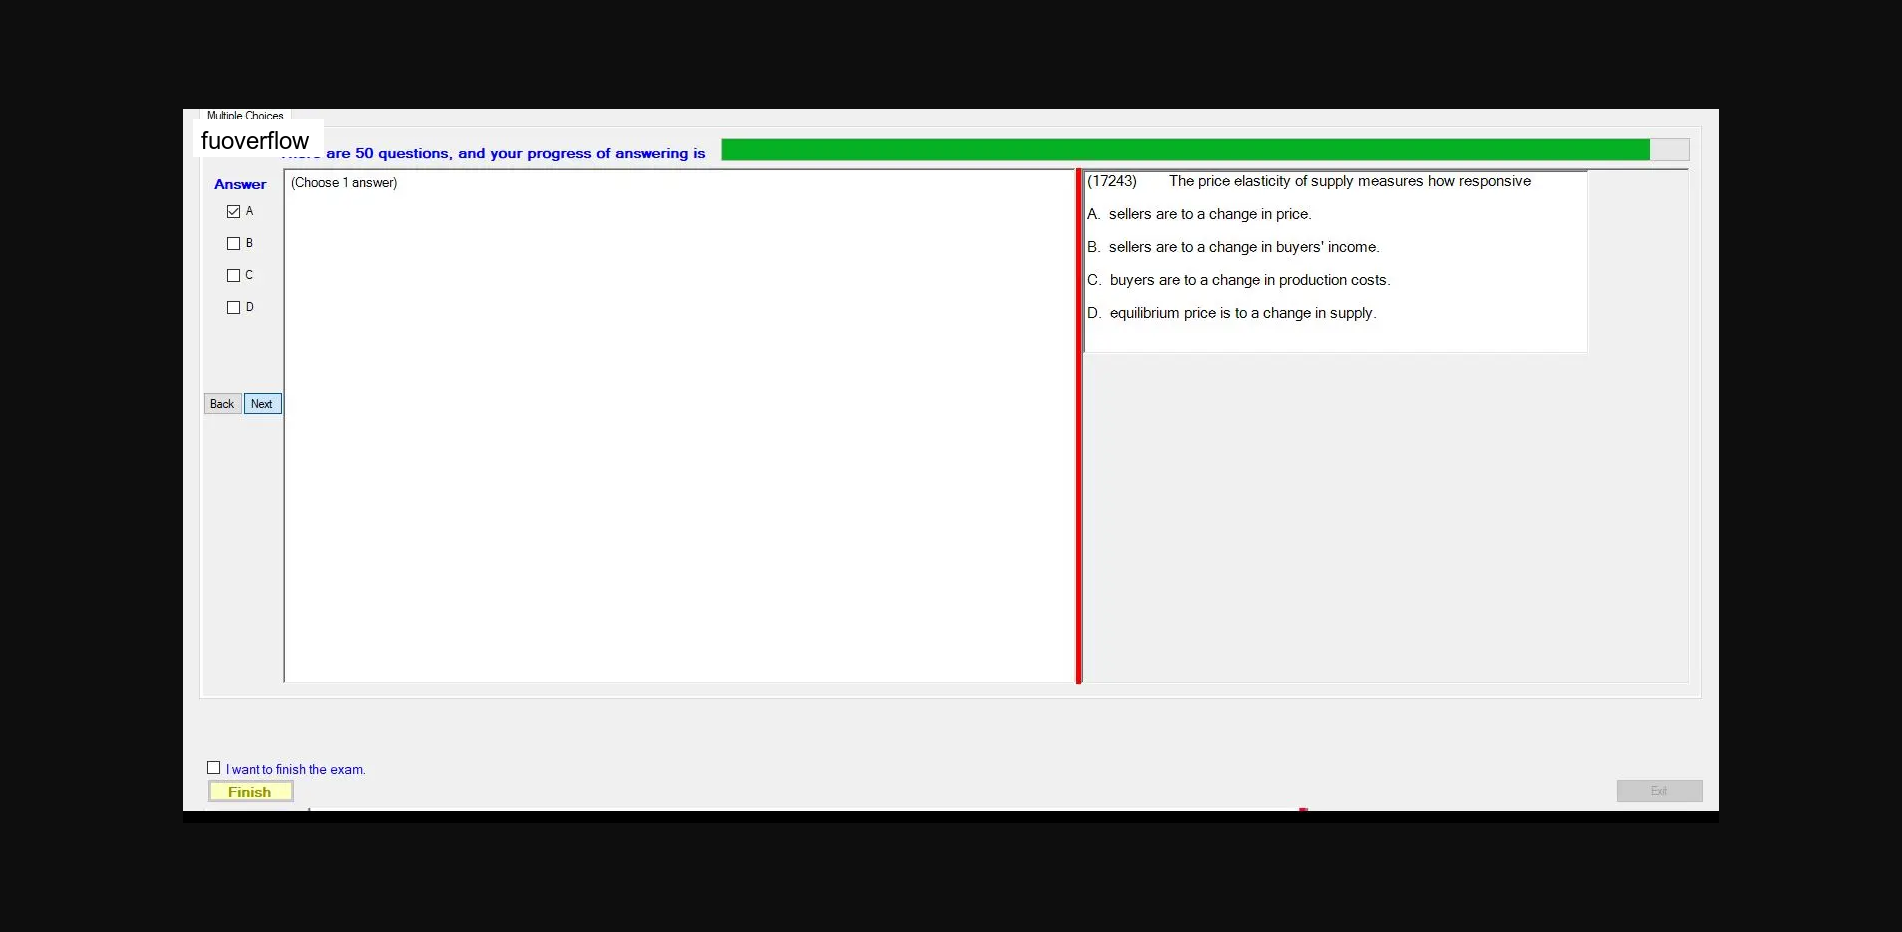 Multiple Choices
fuoverflow
are 50 questions, and your progress of answering is
Answer
(Choose 1 answer)
A
B
C
D
Back Next
(17243) The price elasticity of supply measures how responsive
A. sellers are to a change in price.
B. sellers are to a change in buyers' income.
C. buyers are to a change in production costs.
D. equilibrium price is to a change in supply.
I want to finish the exam.
Finish
Exit